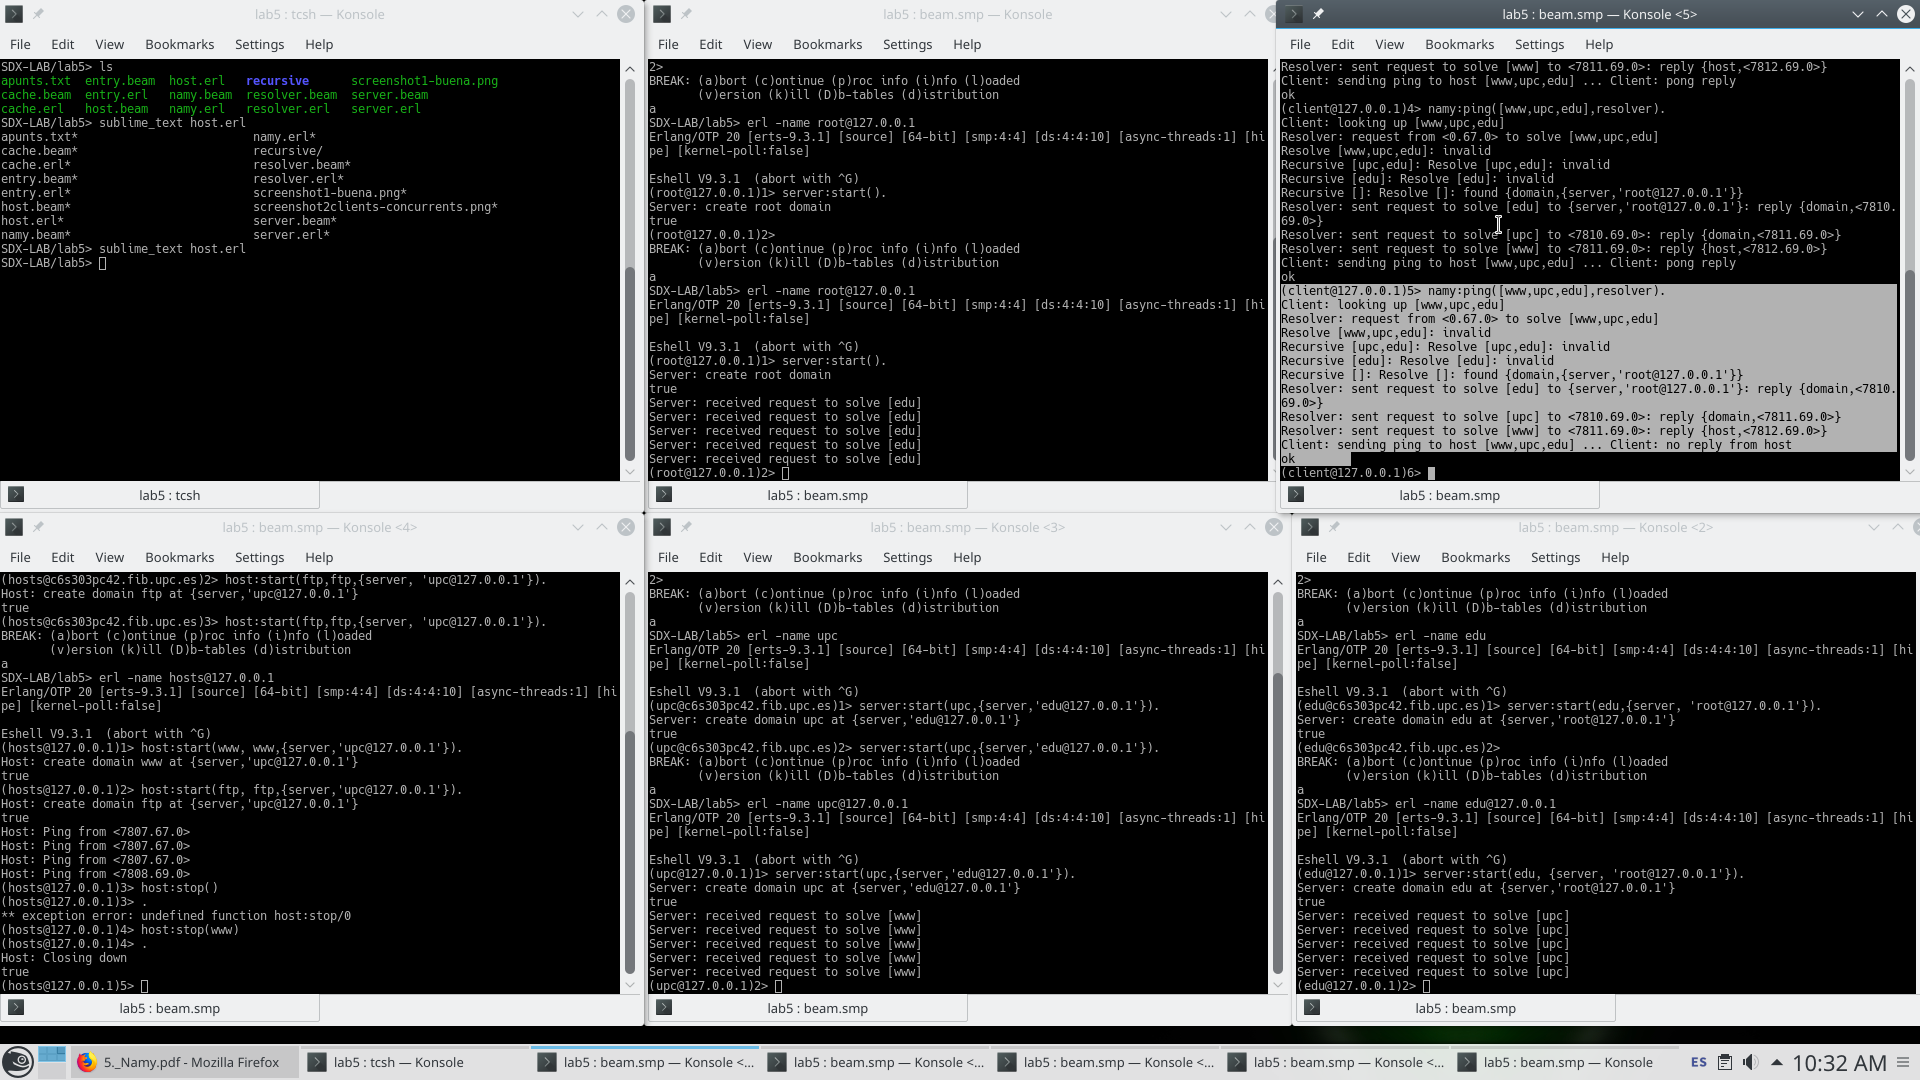 lab5 : tcsh — Konsole
File Edit View Bookmarks Settings Help
SDX-LAB/lab5> ls
apunts.txt entry.beam host.erl recursive screenshot1-buena.png
cache.beam entry.erl namy.beam resolver.beam server.beam
cache.erl host.beam namy.erl resolver.erl server.erl
SDX-LAB/lab5> sublime_text host.erl
apunts.txt* namy.erl*
cache.beam* recursive/
cache.erl* resolver.beam*
entry.beam* resolver.erl*
entry.erl* screenshot1-buena.png*
host.beam* screenshot2clients-concurrents.png*
host.erl* server.beam*
namy.beam* server.erl*
SDX-LAB/lab5> sublime_text host.erl
SDX-LAB/lab5>
lab5 : tcsh
lab5 : beam.smp — Konsole
File Edit View Bookmarks Settings Help
2>
BREAK: (a)bort (c)ontinue (p)roc info (i)nfo (l)oaded
(v)ersion (k)ill (D)b-tables (d)istribution
a
SDX-LAB/lab5> erl -name root@127.0.0.1
Erlang/OTP 20 [erts-9.3.1] [source] [64-bit] [smp:4:4] [ds:4:4:10] [async-threads:1] [hi
pe] [kernel-poll:false]
Eshell V9.3.1 (abort with ^G)
(root@127.0.0.1)1> server:start().
Server: create root domain
true
(root@127.0.0.1)2>
BREAK: (a)bort (c)ontinue (p)roc info (i)nfo (l)oaded
(v)ersion (k)ill (D)b-tables (d)istribution
a
SDX-LAB/lab5> erl -name root@127.0.0.1
Erlang/OTP 20 [erts-9.3.1] [source] [64-bit] [smp:4:4] [ds:4:4:10] [async-threads:1] [hi
pe] [kernel-poll:false]
Eshell V9.3.1 (abort with ^G)
(root@127.0.0.1)1> server:start().
Server: create root domain
true
Server: received request to solve [edu]
Server: received request to solve [edu]
Server: received request to solve [edu]
Server: received request to solve [edu]
Server: received request to solve [edu]
(root@127.0.0.1)2>
lab5 : beam.smp
lab5 : beam.smp — Konsole <5>
File Edit View Bookmarks Settings Help
Resolver: sent request to solve [www] to <7811.69.0>: reply {host,<7812.69.0>}
Client: sending ping to host [www,upc,edu] ... Client: pong reply
ok
(client@127.0.0.1)4> namy:ping([www,upc,edu],resolver).
Client: looking up [www,upc,edu]
Resolver: request from <0.67.0> to solve [www,upc,edu]
Resolve [www,upc,edu]: invalid
Recursive [upc,edu]: Resolve [upc,edu]: invalid
Recursive [edu]: Resolve [edu]: invalid
Recursive []: Resolve []: found {domain,{server,'root@127.0.0.1'}}
Resolver: sent request to solve [edu] to {server,'root@127.0.0.1'}: reply {domain,<7810.
69.0>}
Resolver: sent request to solve [upc] to <7810.69.0>: reply {domain,<7811.69.0>}
Resolver: sent request to solve [www] to <7811.69.0>: reply {host,<7812.69.0>}
Client: sending ping to host [www,upc,edu] ... Client: pong reply
ok
(client@127.0.0.1)5> namy:ping([www,upc,edu],resolver).
Client: looking up [www,upc,edu]
Resolver: request from <0.67.0> to solve [www,upc,edu]
Resolve [www,upc,edu]: invalid
Recursive [upc,edu]: Resolve [upc,edu]: invalid
Recursive [edu]: Resolve [edu]: invalid
Recursive []: Resolve []: found {domain,{server,'root@127.0.0.1'}}
Resolver: sent request to solve [edu] to {server,'root@127.0.0.1'}: reply {domain,<7810.
69.0>}
Resolver: sent request to solve [upc] to <7810.69.0>: reply {domain,<7811.69.0>}
Resolver: sent request to solve [www] to <7811.69.0>: reply {host,<7812.69.0>}
Client: sending ping to host [www,upc,edu] ... Client: no reply from host
ok
(client@127.0.0.1)6>
lab5 : beam.smp
lab5 : beam.smp — Konsole <4>
File Edit View Bookmarks Settings Help
(hosts@c6s303pc42.fib.upc.es)2> host:start(ftp,ftp,{server, 'upc@127.0.0.1'}).
Host: create domain ftp at {server,'upc@127.0.0.1'}
true
(hosts@c6s303pc42.fib.upc.es)3> host:start(ftp,ftp,{server, 'upc@127.0.0.1'}).
BREAK: (a)bort (c)ontinue (p)roc info (i)nfo (l)oaded
(v)ersion (k)ill (D)b-tables (d)istribution
a
SDX-LAB/lab5> erl -name hosts@127.0.0.1
Erlang/OTP 20 [erts-9.3.1] [source] [64-bit] [smp:4:4] [ds:4:4:10] [async-threads:1] [hi
pe] [kernel-poll:false]
Eshell V9.3.1 (abort with ^G)
(hosts@127.0.0.1)1> host:start(www, www,{server,'upc@127.0.0.1'}).
Host: create domain www at {server,'upc@127.0.0.1'}
true
(hosts@127.0.0.1)2> host:start(ftp, ftp,{server,'upc@127.0.0.1'}).
Host: create domain ftp at {server,'upc@127.0.0.1'}
true
Host: Ping from <7807.67.0>
Host: Ping from <7807.67.0>
Host: Ping from <7807.67.0>
Host: Ping from <7808.69.0>
(hosts@127.0.0.1)3> host:stop()
(hosts@127.0.0.1)3> .
** exception error: undefined function host:stop/0
(hosts@127.0.0.1)4> host:stop(www)
(hosts@127.0.0.1)4> .
Host: Closing down
true
(hosts@127.0.0.1)5>
lab5 : beam.smp
lab5 : beam.smp — Konsole <3>
File Edit View Bookmarks Settings Help
2>
BREAK: (a)bort (c)ontinue (p)roc info (i)nfo (l)oaded
(v)ersion (k)ill (D)b-tables (d)istribution
a
SDX-LAB/lab5> erl -name upc
Erlang/OTP 20 [erts-9.3.1] [source] [64-bit] [smp:4:4] [ds:4:4:10] [async-threads:1] [hi
pe] [kernel-poll:false]
Eshell V9.3.1 (abort with ^G)
(upc@c6s303pc42.fib.upc.es)1> server:start(upc,{server,'edu@127.0.0.1'}).
Server: create domain upc at {server,'edu@127.0.0.1'}
true
(upc@c6s303pc42.fib.upc.es)2> server:start(upc,{server,'edu@127.0.0.1'}).
BREAK: (a)bort (c)ontinue (p)roc info (i)nfo (l)oaded
(v)ersion (k)ill (D)b-tables (d)istribution
a
SDX-LAB/lab5> erl -name upc@127.0.0.1
Erlang/OTP 20 [erts-9.3.1] [source] [64-bit] [smp:4:4] [ds:4:4:10] [async-threads:1] [hi
pe] [kernel-poll:false]
Eshell V9.3.1 (abort with ^G)
(upc@127.0.0.1)1> server:start(upc,{server,'edu@127.0.0.1'}).
Server: create domain upc at {server,'edu@127.0.0.1'}
true
Server: received request to solve [www]
Server: received request to solve [www]
Server: received request to solve [www]
Server: received request to solve [www]
Server: received request to solve [www]
(upc@127.0.0.1)2>
lab5 : beam.smp
lab5 : beam.smp — Konsole <2>
File Edit View Bookmarks Settings Help
2>
BREAK: (a)bort (c)ontinue (p)roc info (i)nfo (l)oaded
(v)ersion (k)ill (D)b-tables (d)istribution
a
SDX-LAB/lab5> erl -name edu
Erlang/OTP 20 [erts-9.3.1] [source] [64-bit] [smp:4:4] [ds:4:4:10] [async-threads:1] [hi
pe] [kernel-poll:false]
Eshell V9.3.1 (abort with ^G)
(edu@c6s303pc42.fib.upc.es)1> server:start(edu,{server, 'root@127.0.0.1'}).
Server: create domain edu at {server,'root@127.0.0.1'}
true
(edu@c6s303pc42.fib.upc.es)2>
BREAK: (a)bort (c)ontinue (p)roc info (i)nfo (l)oaded
(v)ersion (k)ill (D)b-tables (d)istribution
a
SDX-LAB/lab5> erl -name edu@127.0.0.1
Erlang/OTP 20 [erts-9.3.1] [source] [64-bit] [smp:4:4] [ds:4:4:10] [async-threads:1] [hi
pe] [kernel-poll:false]
Eshell V9.3.1 (abort with ^G)
(edu@127.0.0.1)1> server:start(edu, {server, 'root@127.0.0.1'}).
Server: create domain edu at {server,'root@127.0.0.1'}
true
Server: received request to solve [upc]
Server: received request to solve [upc]
Server: received request to solve [upc]
Server: received request to solve [upc]
Server: received request to solve [upc]
(edu@127.0.0.1)2>
lab5 : beam.smp
5._Namy.pdf - Mozilla Firefox
lab5 : tcsh — Konsole
lab5 : beam.smp — Konsole <...
lab5 : beam.smp — Konsole <...
lab5 : beam.smp — Konsole <...
lab5 : beam.smp — Konsole <...
lab5 : beam.smp — Konsole
ES
10:32 AM